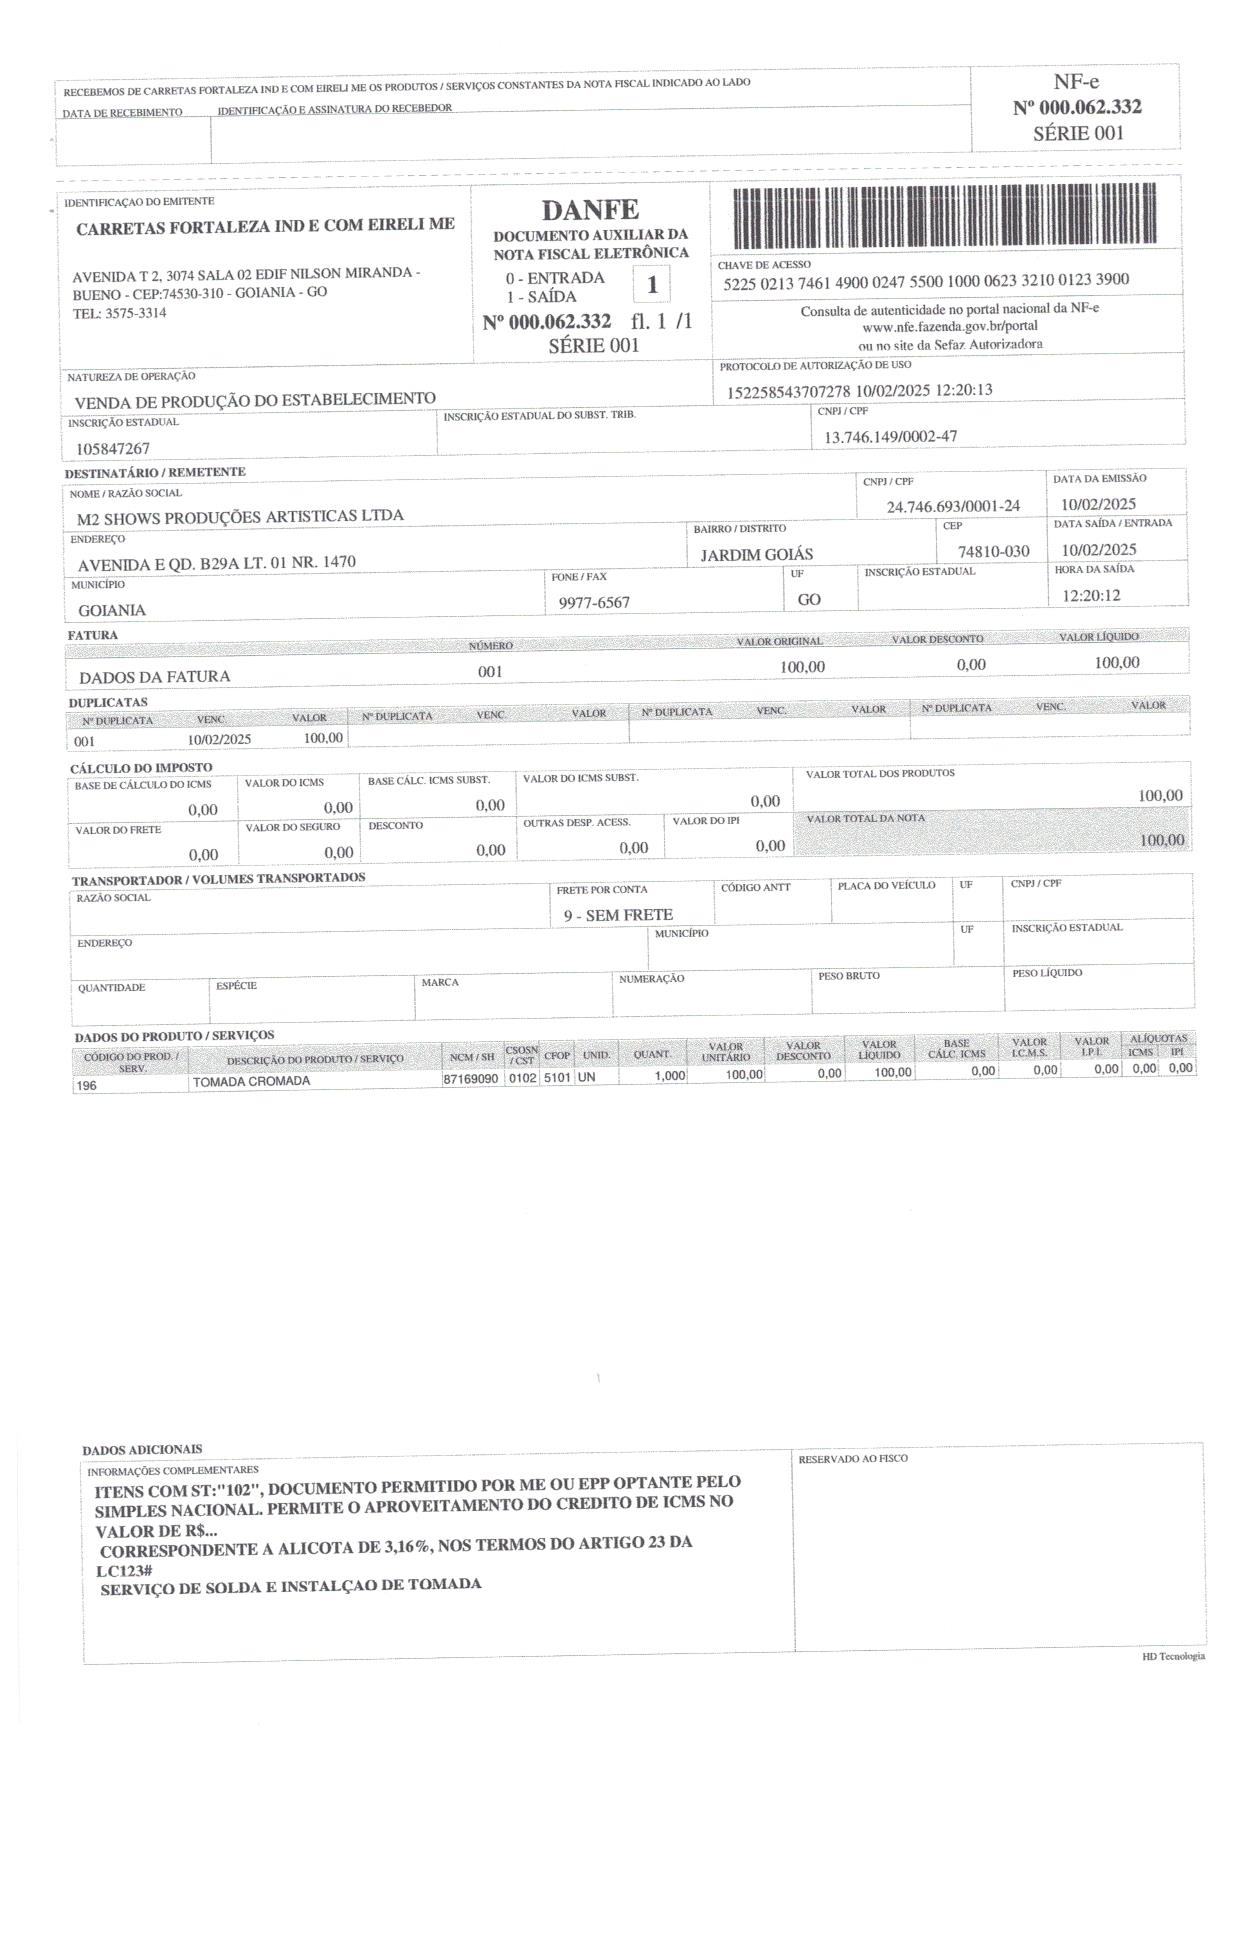 RECEBEMOS DE CARRETAS FORTALEZA IND E COM EIRELI ME OS PRODUTOS / SERVIÇOS CONSTANTES DA NOTA FISCAL INDICADO AO LADO
DATA DE RECEBIMENTO IDENTIFICAÇÃO E ASSINATURA DO RECEBEDOR
NF-e
Nº 000.062.332
SÉRIE 001
IDENTIFICAÇAO DO EMITENTE
CARRETAS FORTALEZA IND E COM EIRELI ME
AVENIDA T 2, 3074 SALA 02 EDIF NILSON MIRANDA -
BUENO - CEP:74530-310 - GOIANIA - GO
TEL: 3575-3314
DANFE
DOCUMENTO AUXILIAR DA
NOTA FISCAL ELETRÔNICA
0 - ENTRADA
1 - SAÍDA
1
Nº 000.062.332 fl. 1 /1
SÉRIE 001
CHAVE DE ACESSO
5225 0213 7461 4900 0247 5500 1000 0623 3210 0123 3900
Consulta de autenticidade no portal nacional da NF-e
www.nfe.fazenda.gov.br/portal
ou no site da Sefaz Autorizadora
NATUREZA DE OPERAÇÃO
VENDA DE PRODUÇÃO DO ESTABELECIMENTO
PROTOCOLO DE AUTORIZAÇÃO DE USO
152258543707278 10/02/2025 12:20:13
INSCRIÇÃO ESTADUAL INSCRIÇÃO ESTADUAL DO SUBST. TRIB. CNPJ / CPF
105847267 13.746.149/0002-47
DESTINATÁRIO / REMETENTE
NOME / RAZÃO SOCIAL CNPJ / CPF DATA DA EMISSÃO
M2 SHOWS PRODUÇÕES ARTISTICAS LTDA 24.746.693/0001-24 10/02/2025
ENDEREÇO BAIRRO / DISTRITO CEP DATA SAÍDA / ENTRADA
AVENIDA E QD. B29A LT. 01 NR. 1470 JARDIM GOIÁS 74810-030 10/02/2025
MUNICÍPIO FONE / FAX UF INSCRIÇÃO ESTADUAL HORA DA SAÍDA
GOIANIA 9977-6567 GO 12:20:12
FATURA
NÚMERO VALOR ORIGINAL VALOR DESCONTO VALOR LÍQUIDO
DADOS DA FATURA 001 100,00 0,00 100,00
DUPLICATAS
Nº DUPLICATA VENC. VALOR Nº DUPLICATA VENC. VALOR Nº DUPLICATA VENC. VALOR Nº DUPLICATA VENC. VALOR
001 10/02/2025 100,00
CÁLCULO DO IMPOSTO
BASE DE CÁLCULO DO ICMS VALOR DO ICMS BASE CÁLC. ICMS SUBST. VALOR DO ICMS SUBST. VALOR TOTAL DOS PRODUTOS
0,00 0,00 0,00 0,00 100,00
VALOR DO FRETE VALOR DO SEGURO DESCONTO OUTRAS DESP. ACESS. VALOR DO IPI VALOR TOTAL DA NOTA
0,00 0,00 0,00 0,00 0,00 100,00
TRANSPORTADOR / VOLUMES TRANSPORTADOS
RAZÃO SOCIAL FRETE POR CONTA CÓDIGO ANTT PLACA DO VEÍCULO UF CNPJ / CPF
9 - SEM FRETE
ENDEREÇO MUNICÍPIO UF INSCRIÇÃO ESTADUAL
QUANTIDADE ESPÉCIE MARCA NUMERAÇÃO PESO BRUTO PESO LÍQUIDO
DADOS DO PRODUTO / SERVIÇOS
CÓDIGO DO PROD. / SERV. DESCRIÇÃO DO PRODUTO / SERVIÇO NCM / SH CSOSN / CST CFOP UNID. QUANT. VALOR UNITÁRIO VALOR DESCONTO VALOR LÍQUIDO BASE CÁLC. ICMS VALOR I.C.M.S. VALOR I.P.I. ALÍQUOTAS ICMS IPI
196 TOMADA CROMADA 87169090 0102 5101 UN 1,000 100,00 0,00 100,00 0,00 0,00 0,00 0,00 0,00
DADOS ADICIONAIS
INFORMAÇÕES COMPLEMENTARES RESERVADO AO FISCO
ITENS COM ST:"102", DOCUMENTO PERMITIDO POR ME OU EPP OPTANTE PELO
SIMPLES NACIONAL. PERMITE O APROVEITAMENTO DO CREDITO DE ICMS NO
VALOR DE R$...
CORRESPONDENTE A ALICOTA DE 3,16%, NOS TERMOS DO ARTIGO 23 DA
LC123#
SERVIÇO DE SOLDA E INSTALÇAO DE TOMADA
HD Tecnologia